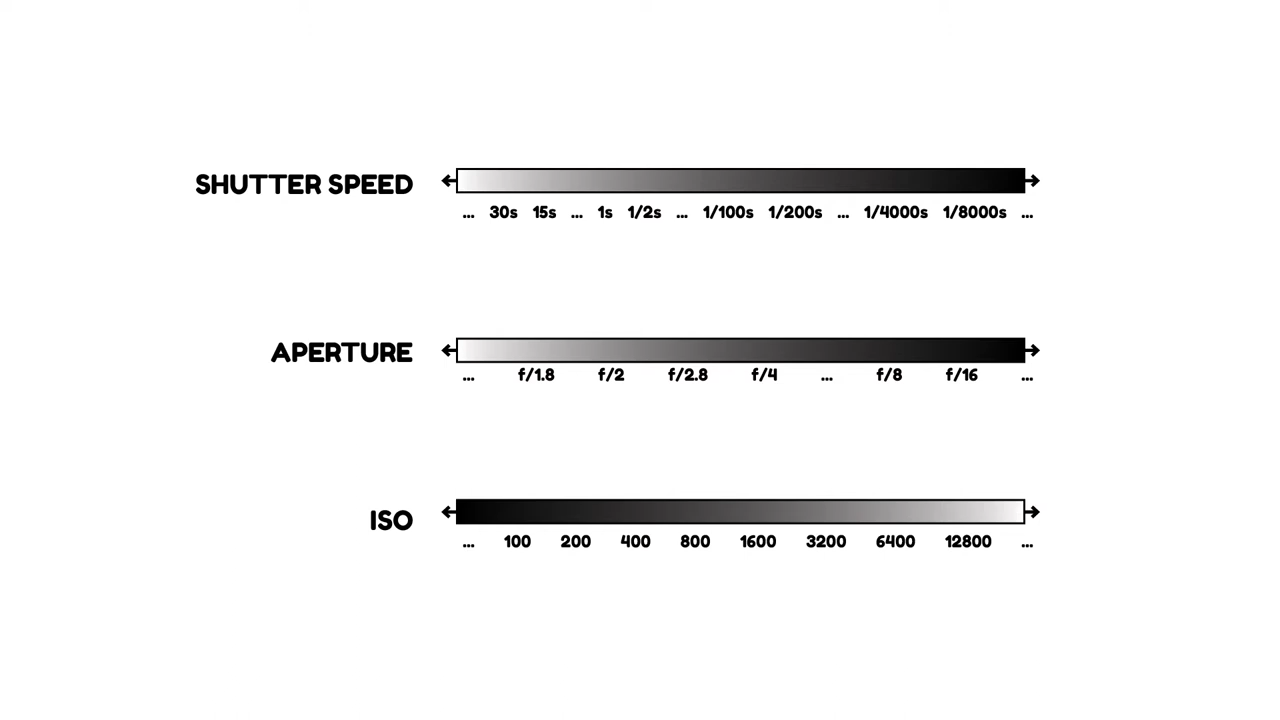 SHUTTER SPEED
... 30s 15s ... 1s 1/2s ... 1/100s 1/200s ... 1/4000s 1/8000s ...
APERTURE
... f/1.8 f/2 f/2.8 f/4 ... f/8 f/16 ...
ISO
... 100 200 400 800 1600 3200 6400 12800 ...